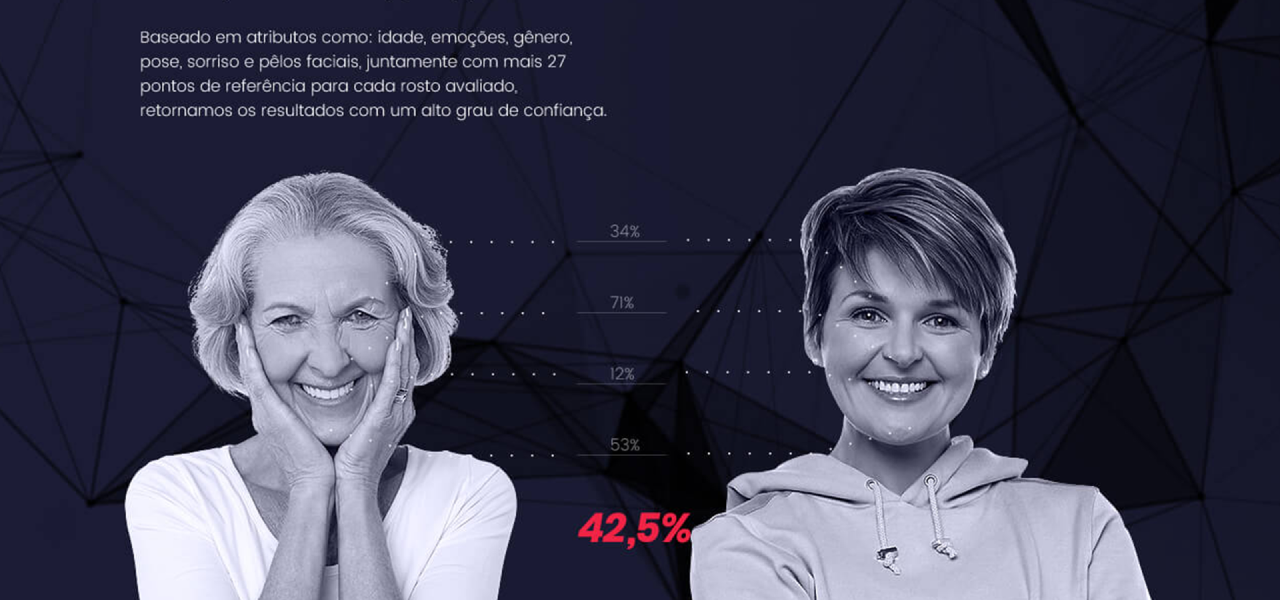 Baseado em atributos como: idade, emoções, gênero,
pose, sorriso e pêlos faciais, juntamente com mais 27
pontos de referência para cada rosto avaliado,
retornamos os resultados com um alto grau de confiança.
34%
71%
12%
53%
42,5%